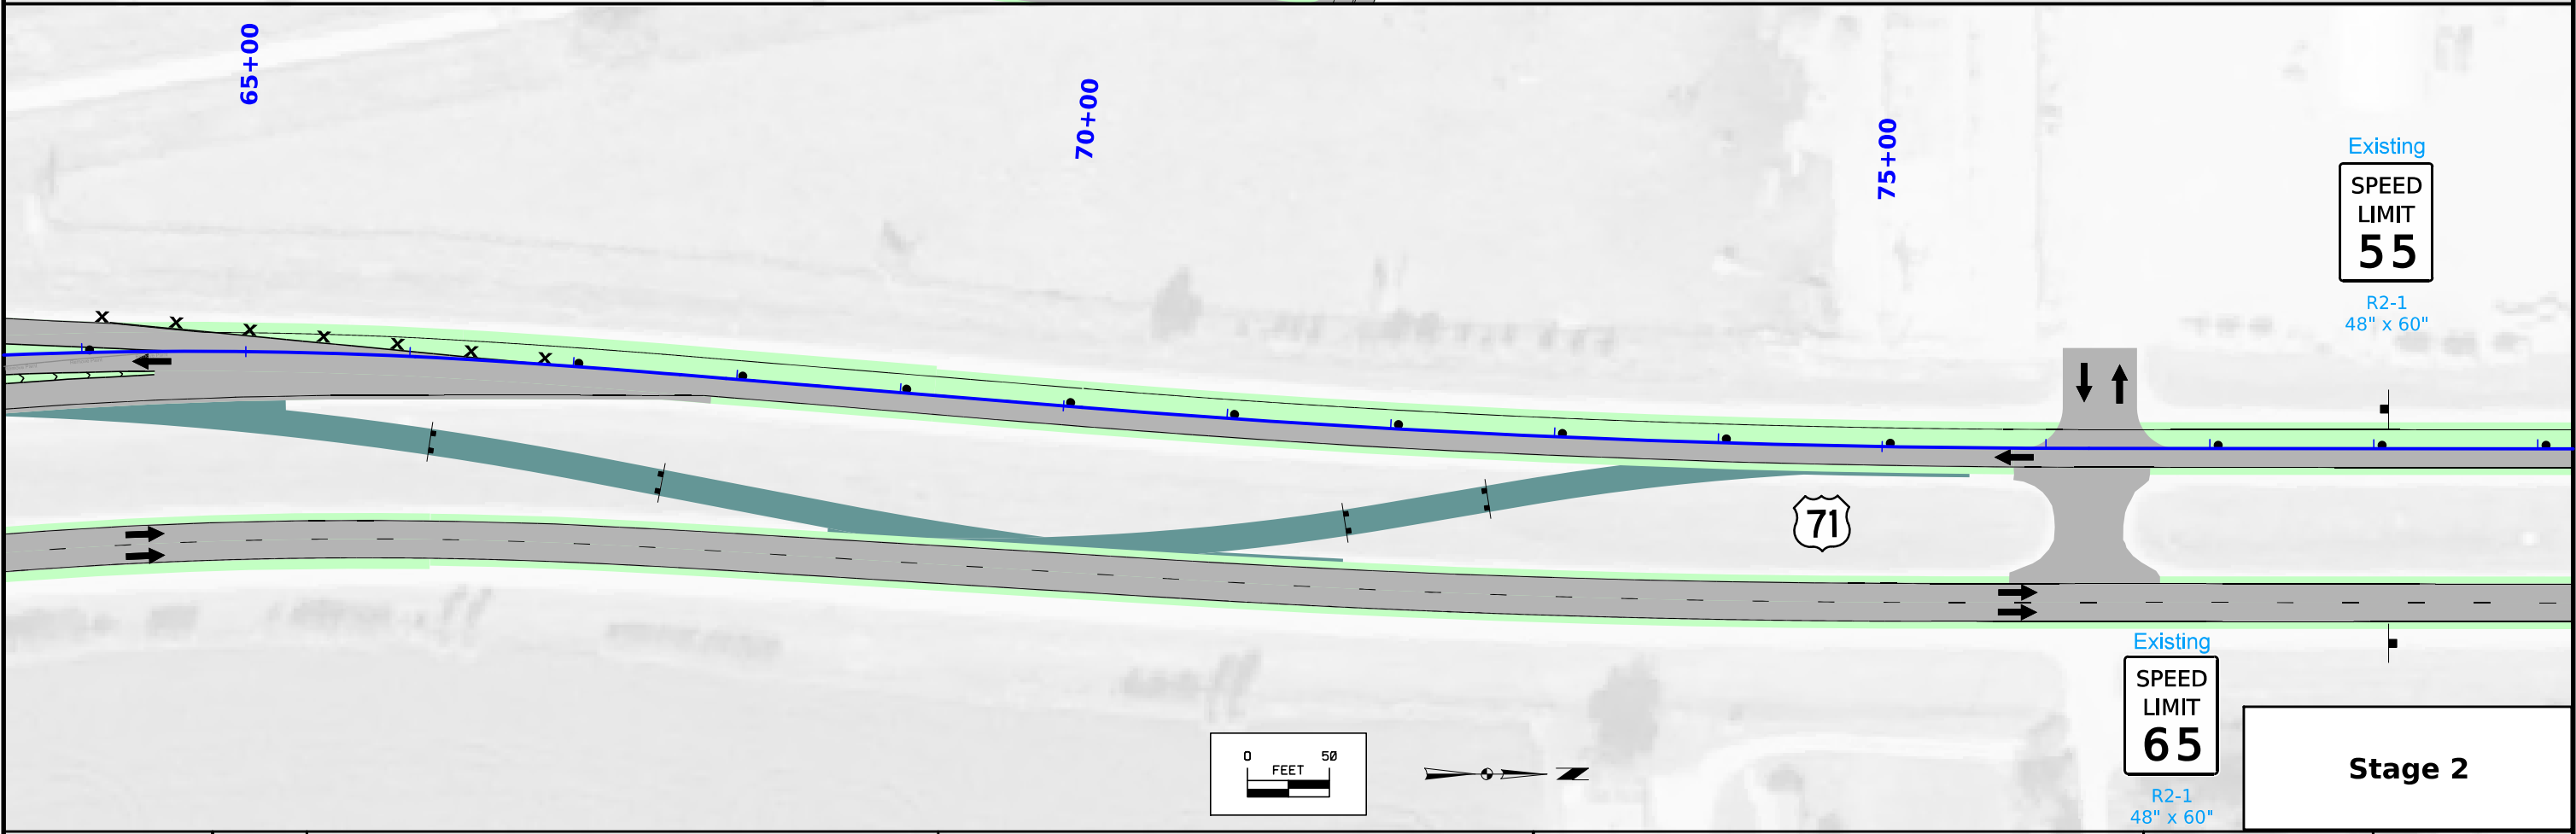 65+00
70+00
75+00
Existing
SPEED
LIMIT
55
R2-1
48" x 60"
71
Existing
SPEED
LIMIT
65
R2-1
48" x 60"
0 50
FEET
Stage 2